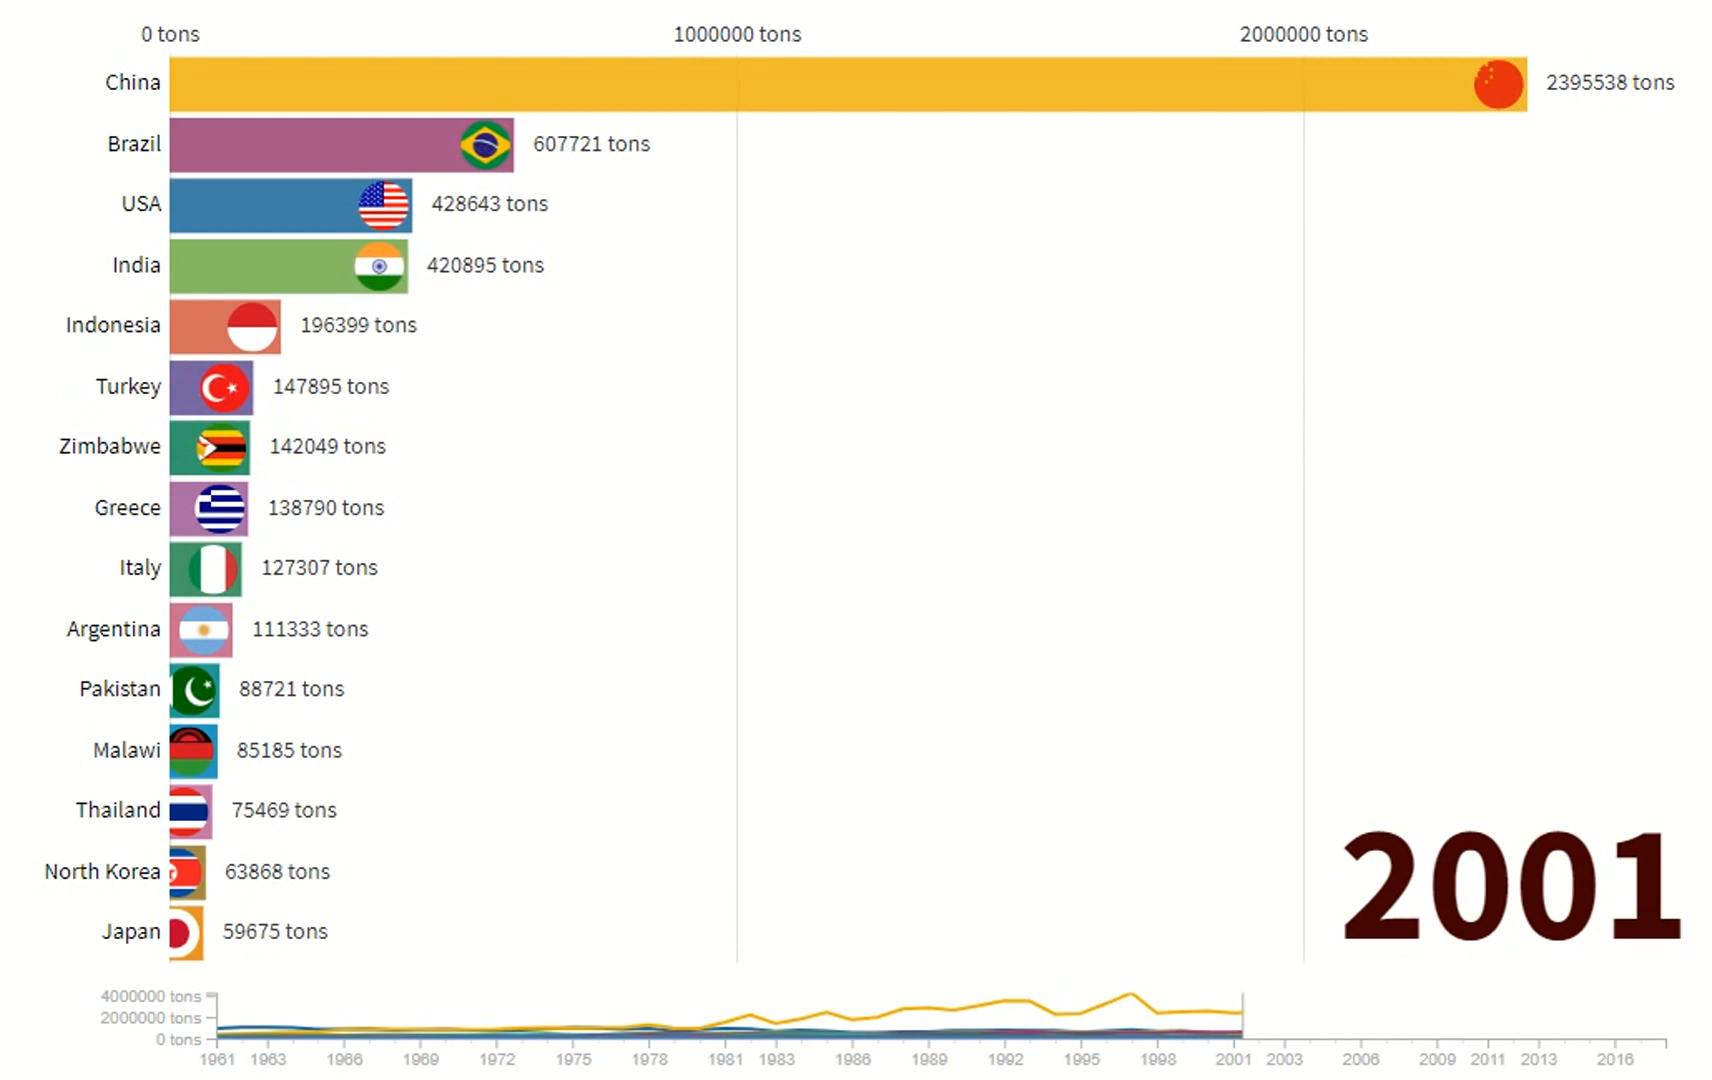 0 tons 1000000 tons 2000000 tons
China 2395538 tons
Brazil 607721 tons
USA 428643 tons
India 420895 tons
Indonesia 196399 tons
Turkey 147895 tons
Zimbabwe 142049 tons
Greece 138790 tons
Italy 127307 tons
Argentina 111333 tons
Pakistan 88721 tons
Malawi 85185 tons
Thailand 75469 tons
North Korea 63868 tons
Japan 59675 tons
2001
4000000 tons
2000000 tons
0 tons
1961 1963 1966 1969 1972 1975 1978 1981 1983 1986 1989 1992 1995 1998 2001 2003 2006 2009 2011 2013 2016